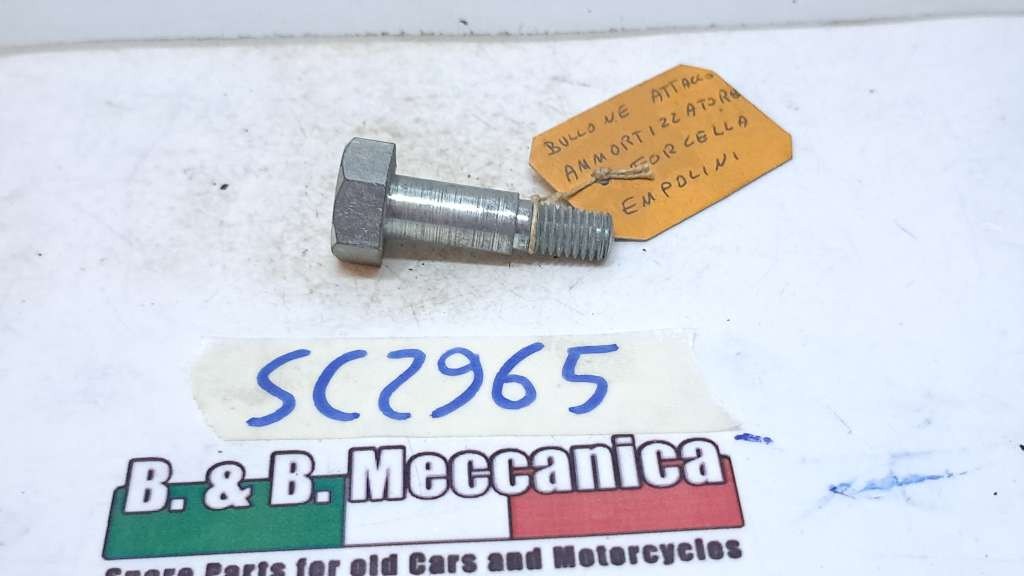 BULLONE ATTACCO
AMMORTIZZATORE
FORCELLA
EMPOLINI
SC2965
B. & B. Meccanica
Spare Parts for old Cars and Motorcycles